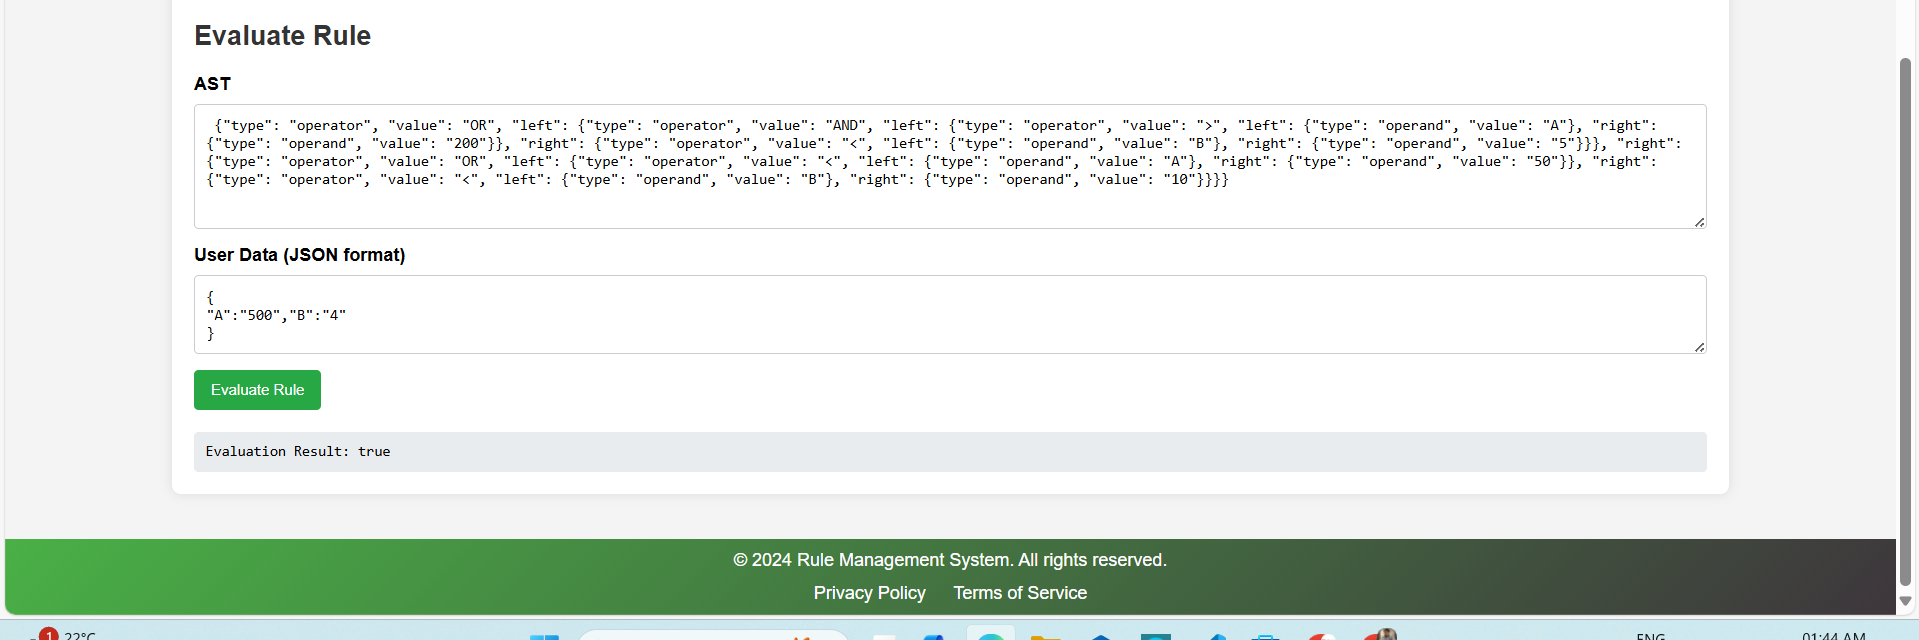 Evaluate Rule
AST
{"type": "operator", "value": "OR", "left": {"type": "operator", "value": "AND", "left": {"type": "operator", "value": ">", "left": {"type": "operand", "value": "A"}, "right":
{"type": "operand", "value": "200"}}, "right": {"type": "operator", "value": "<", "left": {"type": "operand", "value": "B"}, "right": {"type": "operand", "value": "5"}}}, "right":
{"type": "operator", "value": "OR", "left": {"type": "operator", "value": "<", "left": {"type": "operand", "value": "A"}, "right": {"type": "operand", "value": "50"}}, "right":
{"type": "operator", "value": "<", "left": {"type": "operand", "value": "B"}, "right": {"type": "operand", "value": "10"}}}}
User Data (JSON format)
{
"A":"500","B":"4"
}
Evaluate Rule
Evaluation Result: true
© 2024 Rule Management System. All rights reserved.
Privacy Policy Terms of Service
1 22°C ENG 01:44 AM